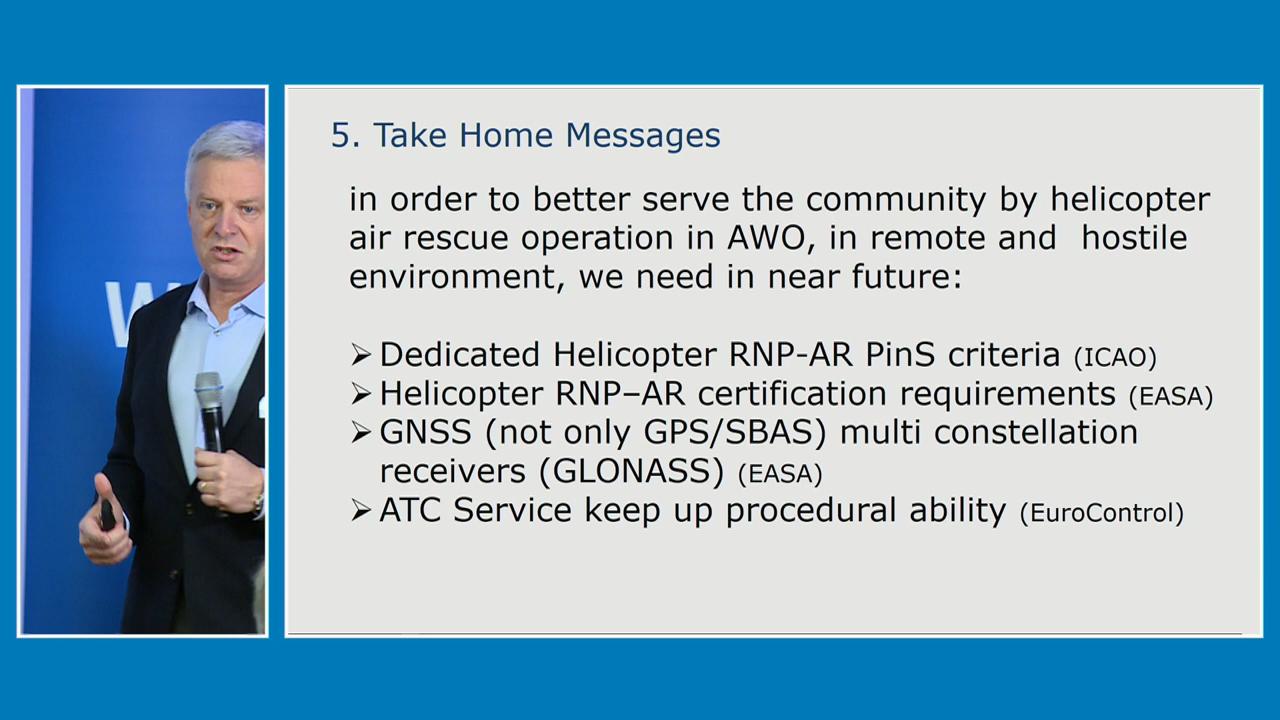 W
5. Take Home Messages
in order to better serve the community by helicopter
air rescue operation in AWO, in remote and hostile
environment, we need in near future:
➢ Dedicated Helicopter RNP-AR PinS criteria (ICAO)
➢ Helicopter RNP–AR certification requirements (EASA)
➢ GNSS (not only GPS/SBAS) multi constellation
receivers (GLONASS) (EASA)
➢ ATC Service keep up procedural ability (EuroControl)